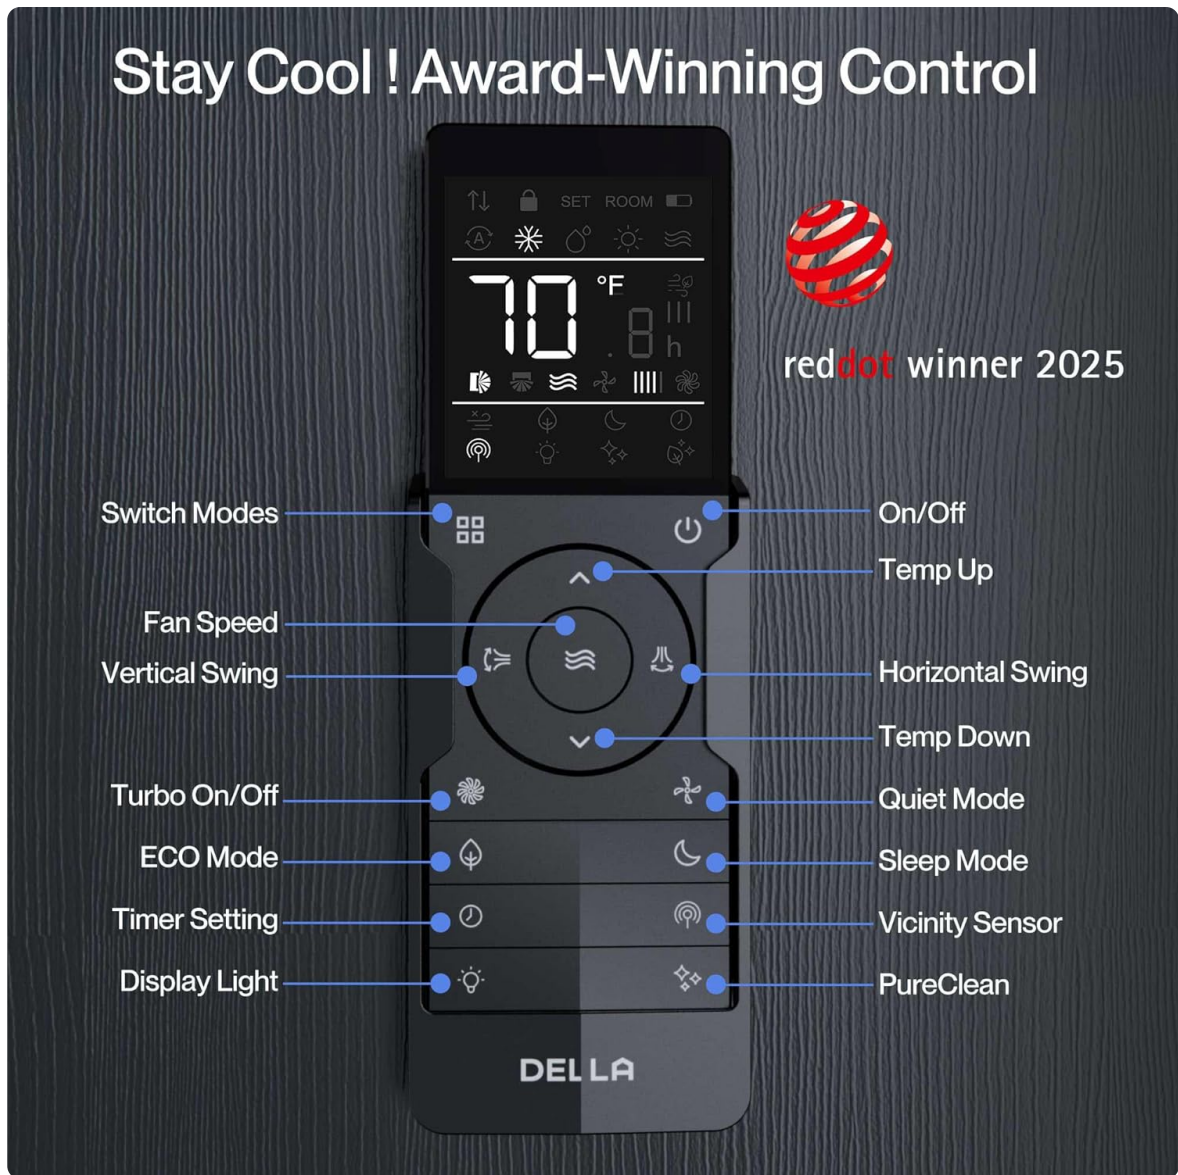 Stay Cool ! Award-Winning Control
SET ROOM
A
70 °F
.8h
reddot winner 2025
Switch Modes
On/Off
Temp Up
Fan Speed
Vertical Swing
Horizontal Swing
Temp Down
Turbo On/Off
Quiet Mode
ECO Mode
Sleep Mode
Timer Setting
Vicinity Sensor
Display Light
PureClean
DELLA